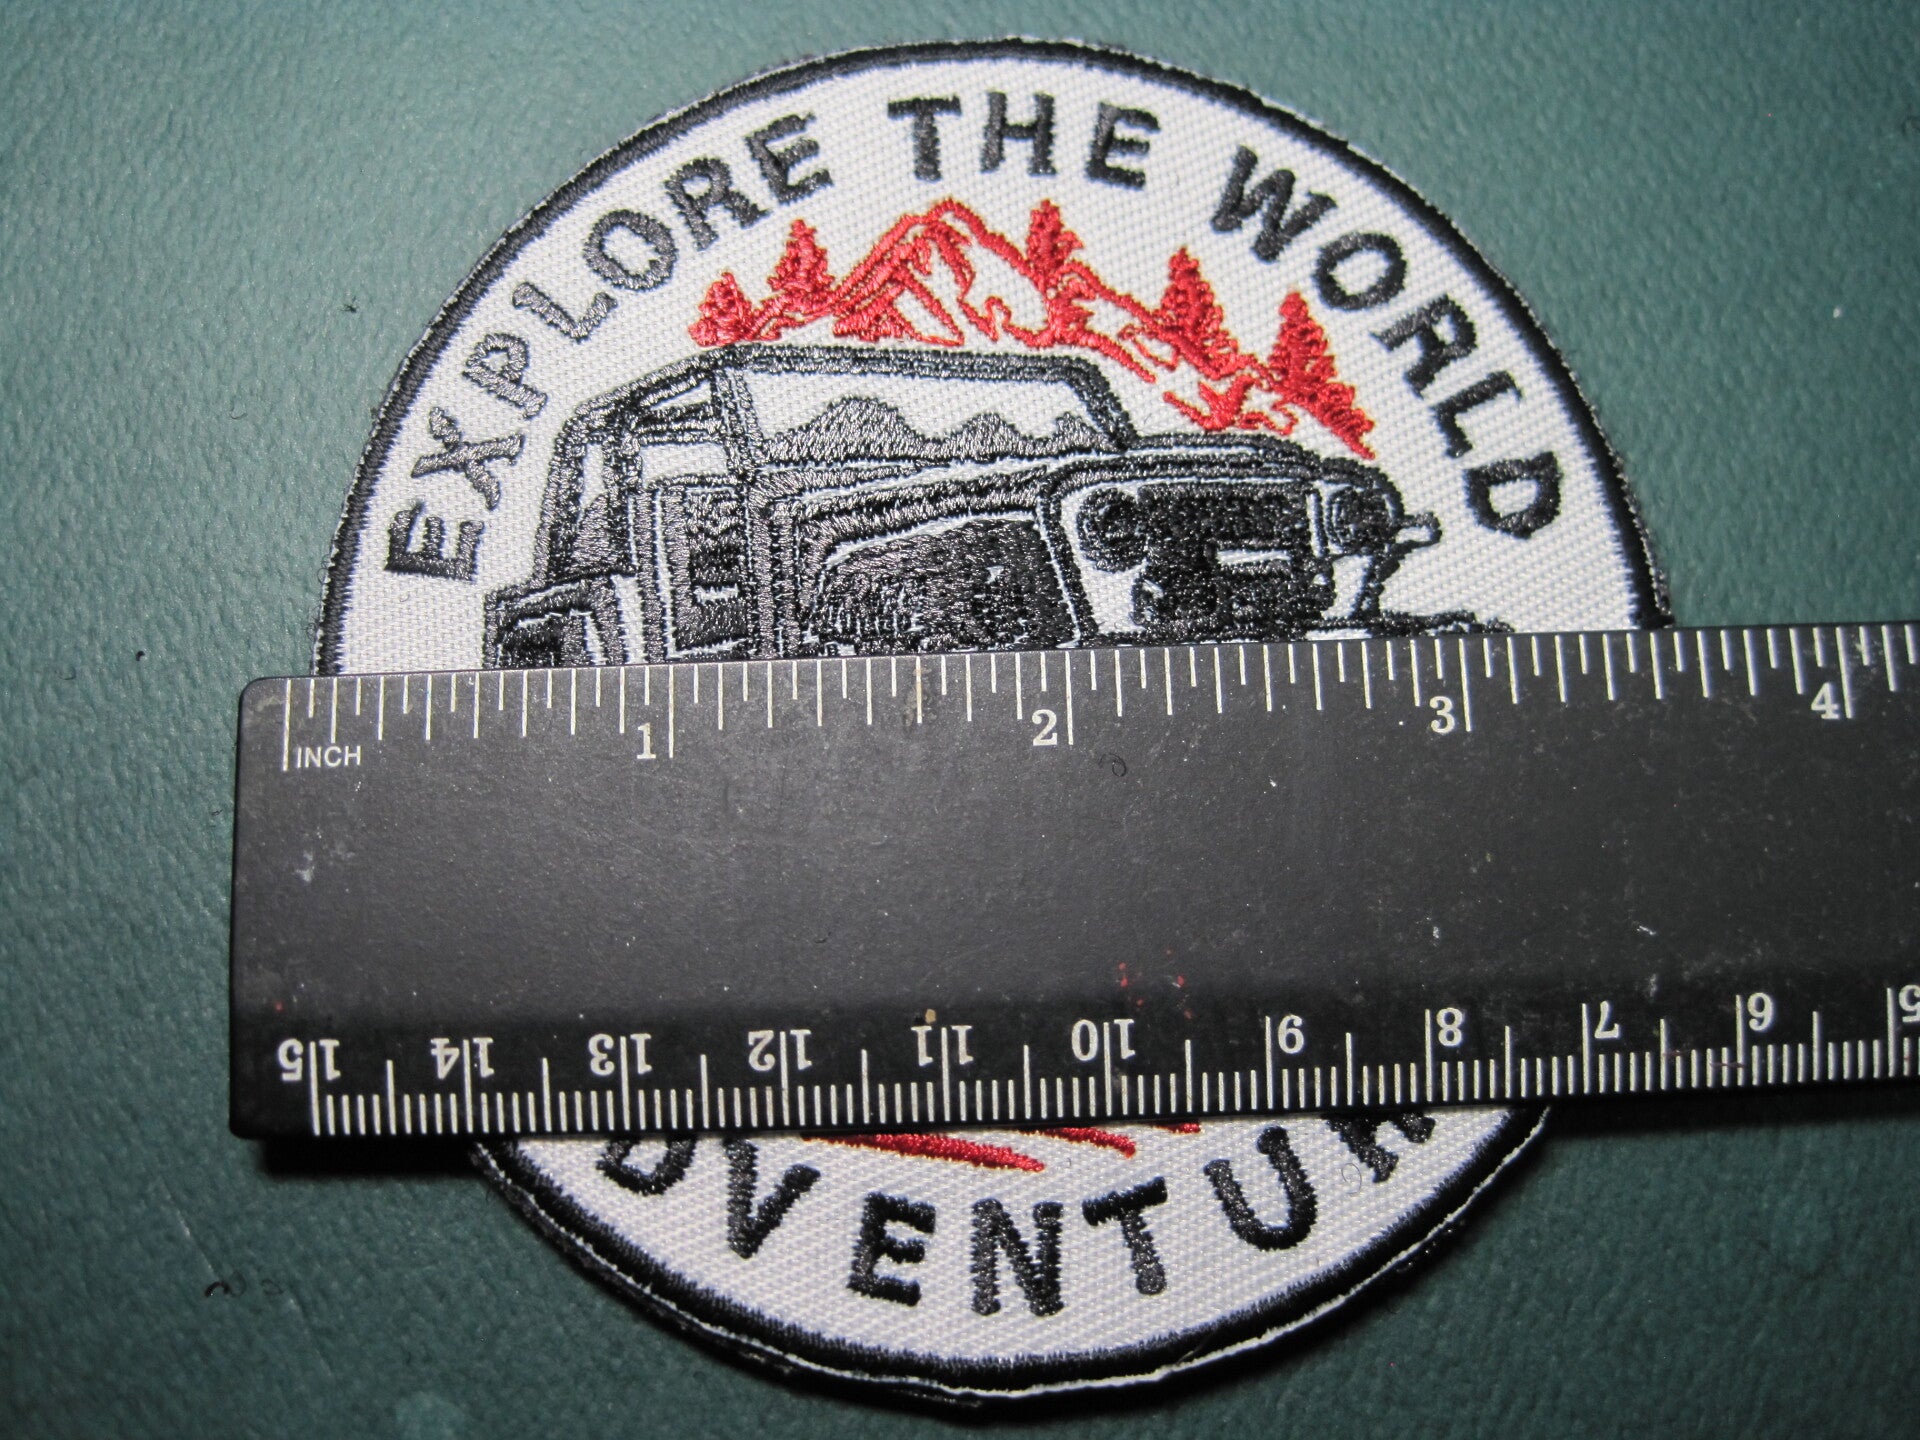 EXPLORE THE WORLD
1 2 3 4
INCH
15 14 13 12 11 10 9 8 7 6 5
DVENTUR